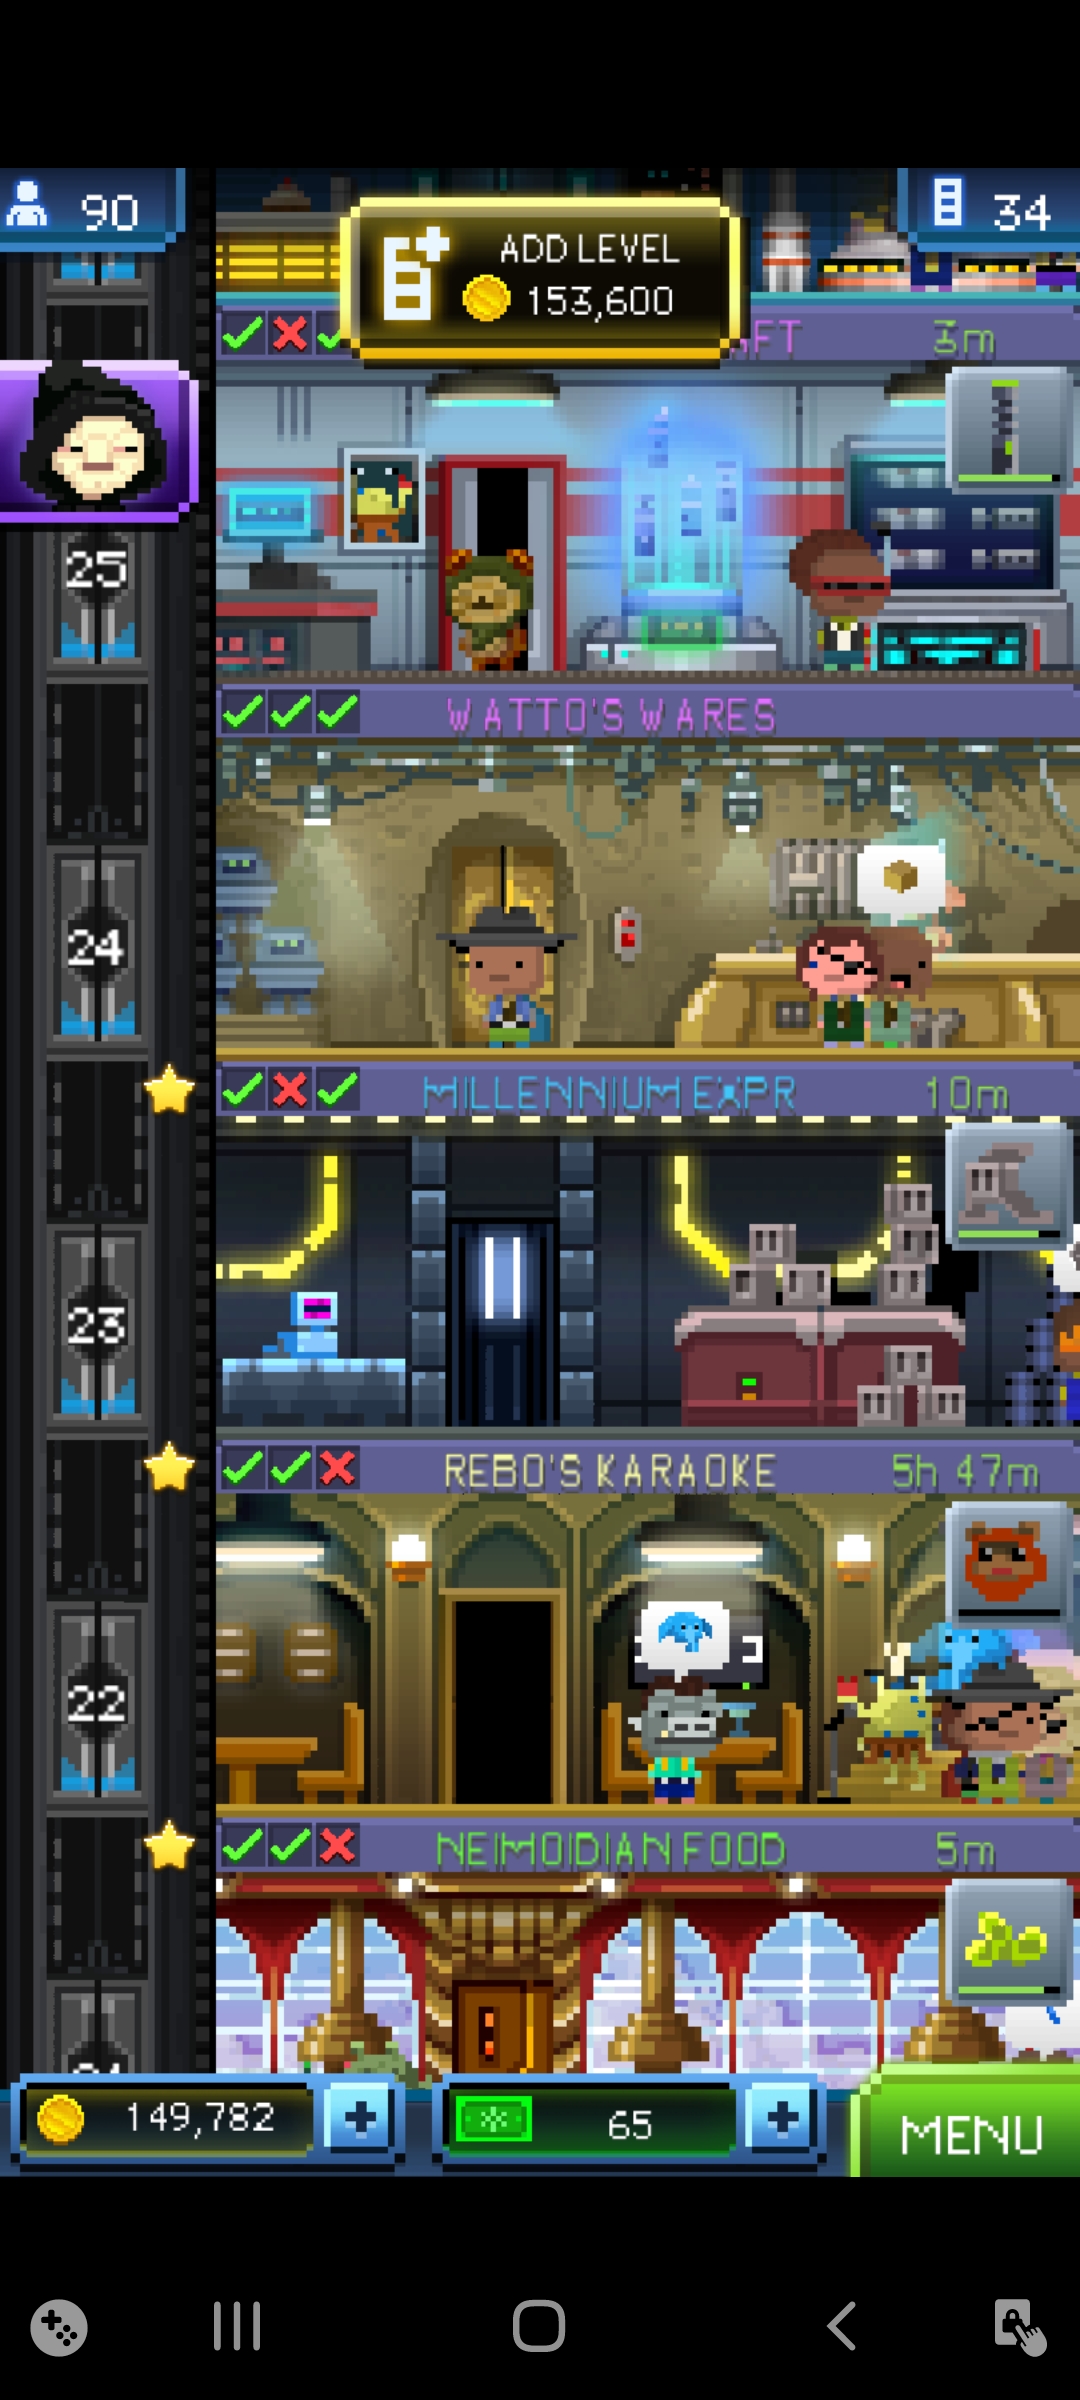 90
34
ADD LEVEL
153,600
3m
25
WATTO'S WARES
24
MILLENNIUM EXPR
10m
23
REBO'S KARAOKE
5h 47m
22
NEIMOIDIAN FOOD
5m
149,782
65
MENU